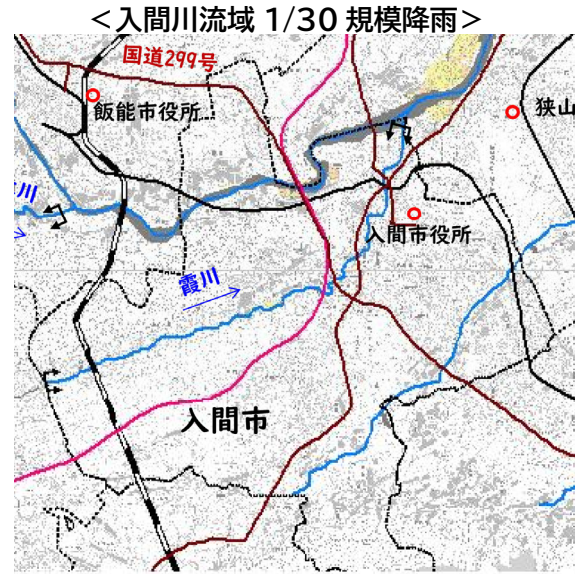 ＜入間川流域 1/30 規模降雨＞
国道299号
飯能市役所
狭山
川
入間市役所
霞川
入間市